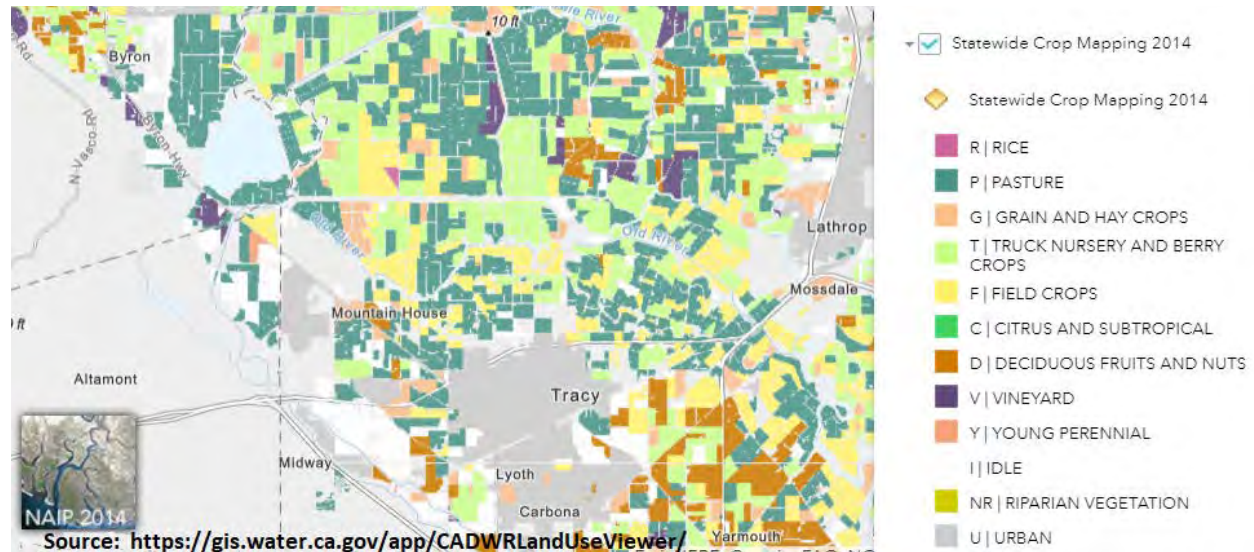 10 ft
Old River
Byron
N Vasco Rd
Byron Hwy
Old River
Old River
Lathrop
Mossdale
Mountain House
ft
Altamont
Tracy
Midway
Lyoth
Carbona
Yarmouth
NAIP 2014
Source: https://gis.water.ca.gov/app/CADWRLandUseViewer/
Statewide Crop Mapping 2014
Statewide Crop Mapping 2014
R | RICE
P | PASTURE
G | GRAIN AND HAY CROPS
T | TRUCK NURSERY AND BERRY
CROPS
F | FIELD CROPS
C | CITRUS AND SUBTROPICAL
D | DECIDUOUS FRUITS AND NUTS
V | VINEYARD
Y | YOUNG PERENNIAL
I | IDLE
NR | RIPARIAN VEGETATION
U | URBAN